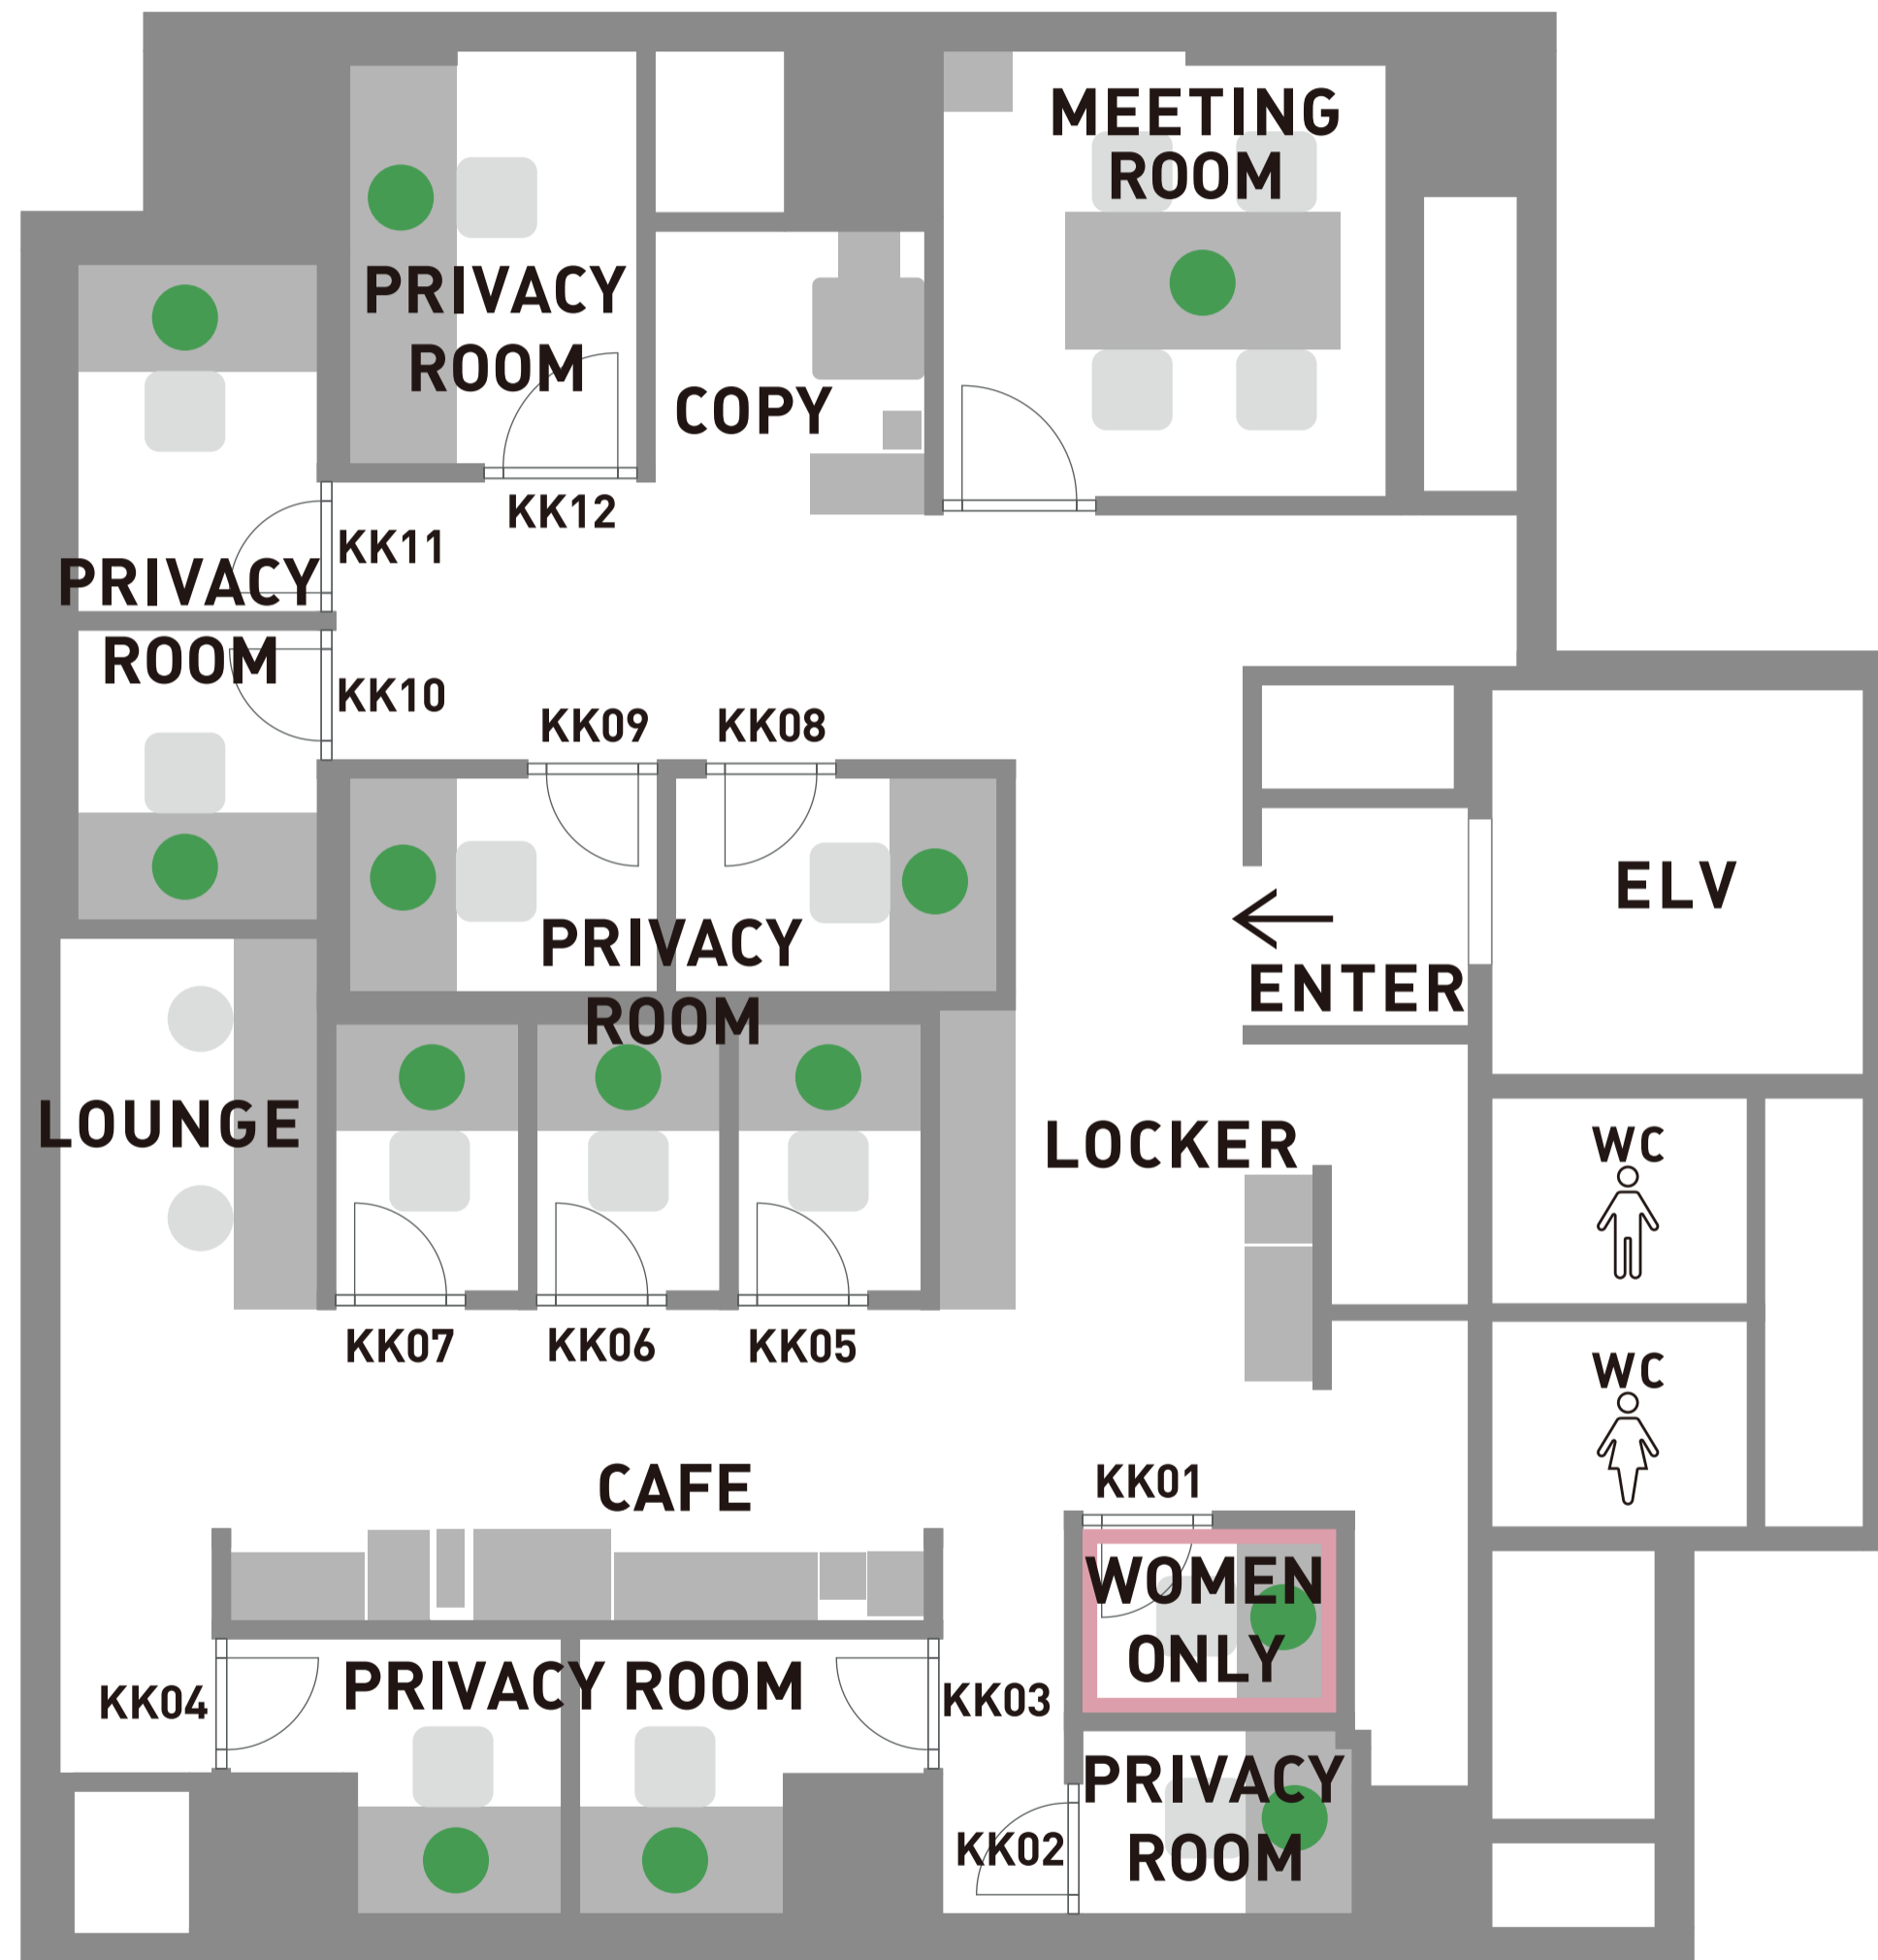 MEETING
ROOM
PRIVACY
ROOM
COPY
KK12
KK11
PRIVACY
ROOM
KK10
KK09
KK08
ELV
PRIVACY
ROOM
ENTER
LOUNGE
LOCKER
WC
KK07
KK06
KK05
WC
CAFE
KK01
WOMEN
ONLY
PRIVACY ROOM
KK04
KK03
PRIVACY
ROOM
KK02